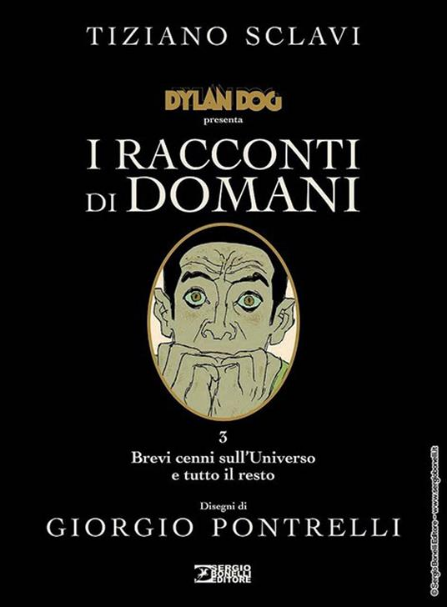 TIZIANO SCLAVI
DYLAN DOG
presenta
I RACCONTI
DI DOMANI
3
Brevi cenni sull'Universo
e tutto il resto
Disegni di
GIORGIO PONTRELLI
SERGIO
BONELLI
EDITORE
© Sergio Bonelli Editore - www.sergiobonelli.it